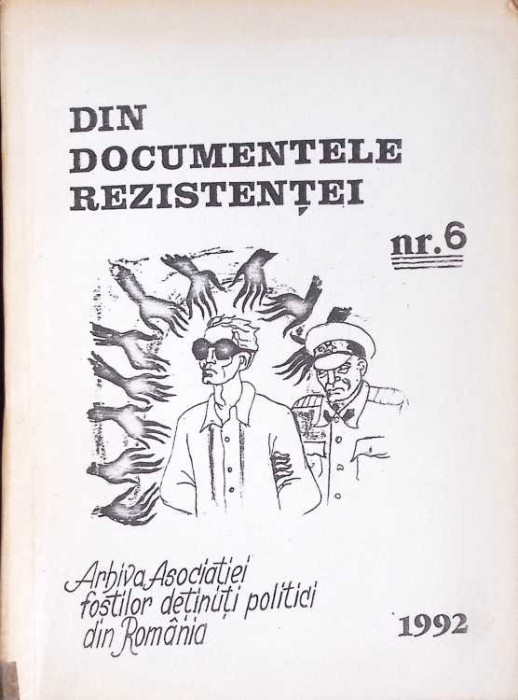 DIN
DOCUMENTELE
REZISTENȚEI
nr.6
Arhiva Asociației
foștilor deținuți politici
din România
1992